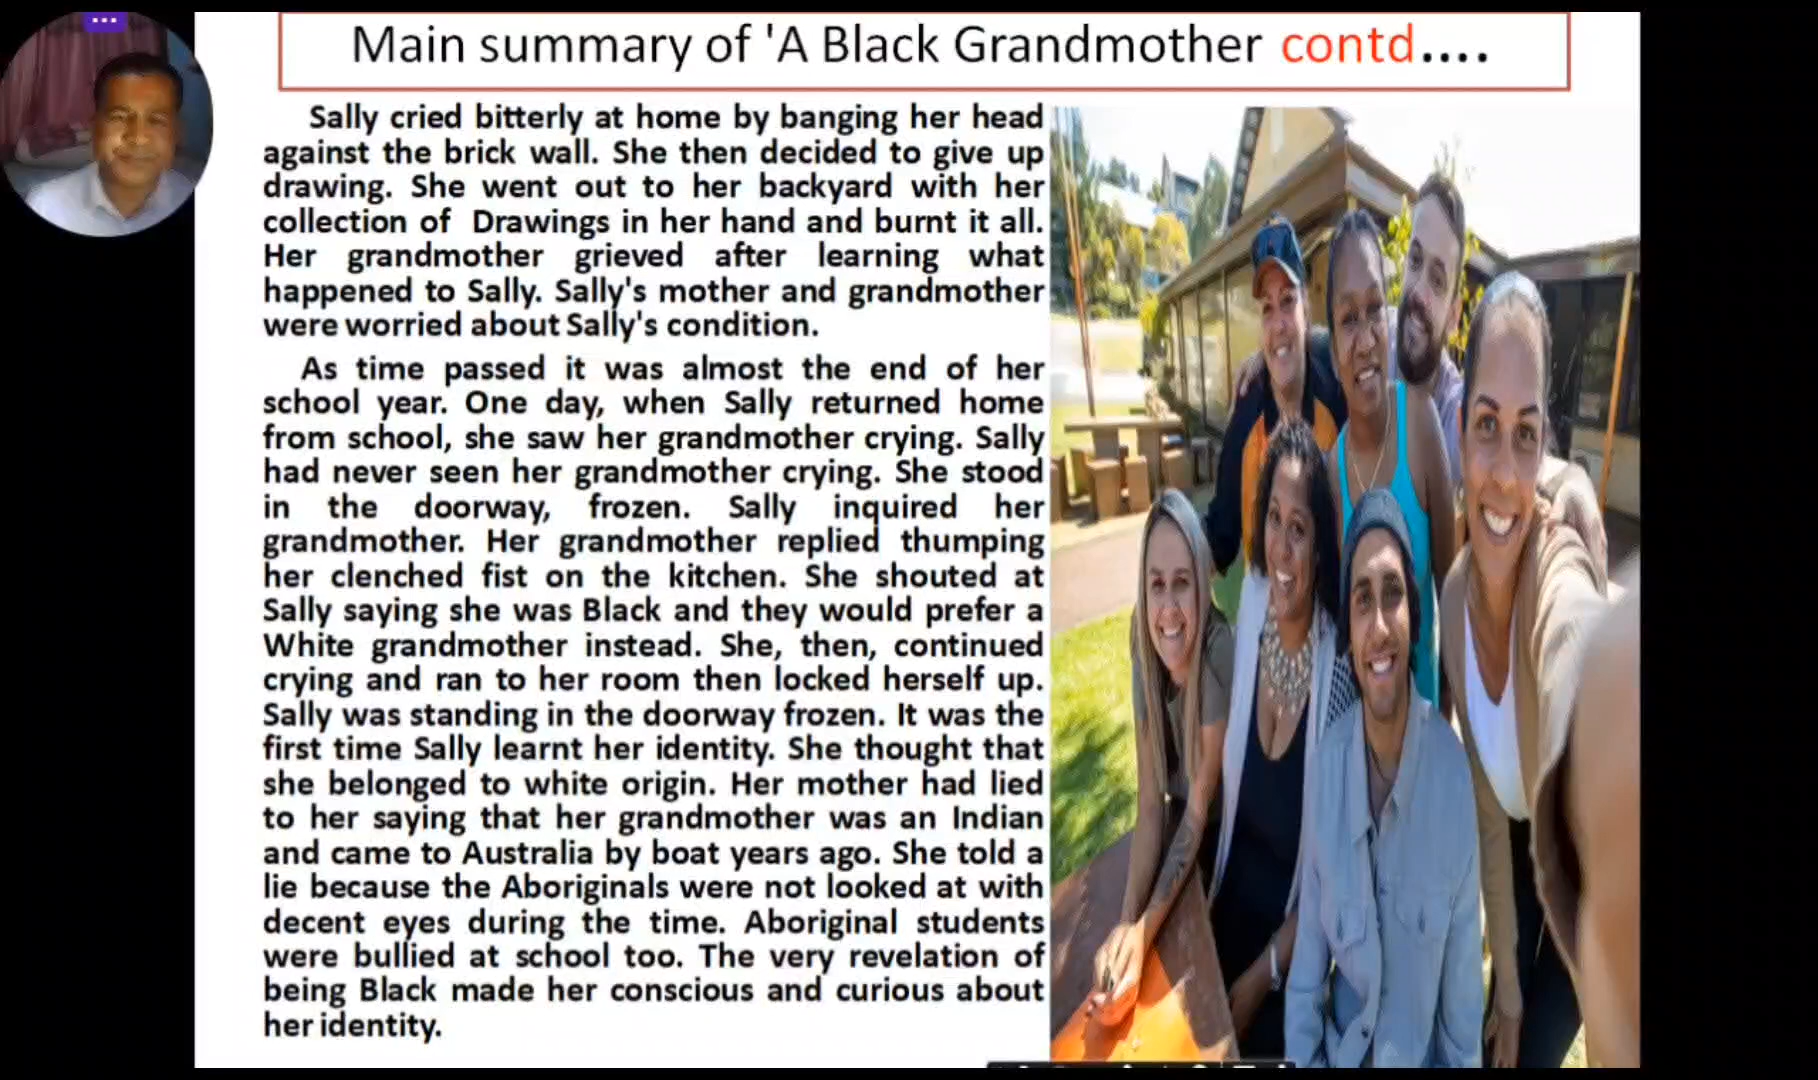 Main summary of 'A Black Grandmother contd....
Sally cried bitterly at home by banging her head
against the brick wall. She then decided to give up
drawing. She went out to her backyard with her
collection of Drawings in her hand and burnt it all.
Her grandmother grieved after learning what
happened to Sally. Sally's mother and grandmother
were worried about Sally's condition.
As time passed it was almost the end of her
school year. One day, when Sally returned home
from school, she saw her grandmother crying. Sally
had never seen her grandmother crying. She stood
in the doorway, frozen. Sally inquired her
grandmother. Her grandmother replied thumping
her clenched fist on the kitchen. She shouted at
Sally saying she was Black and they would prefer a
White grandmother instead. She, then, continued
crying and ran to her room then locked herself up.
Sally was standing in the doorway frozen. It was the
first time Sally learnt her identity. She thought that
she belonged to white origin. Her mother had lied
to her saying that her grandmother was an Indian
and came to Australia by boat years ago. She told a
lie because the Aboriginals were not looked at with
decent eyes during the time. Aboriginal students
were bullied at school too. The very revelation of
being Black made her conscious and curious about
her identity.